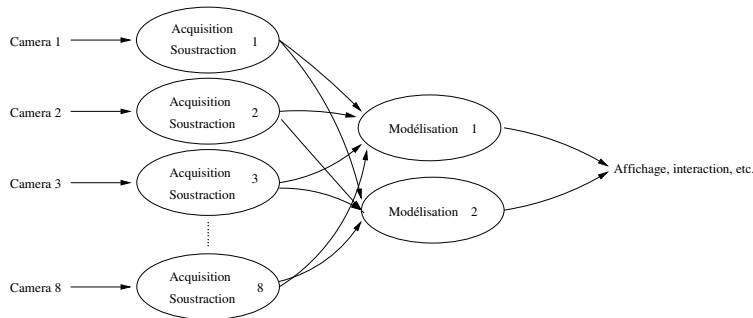 Camera 1
Acquisition
Soustraction
1
Camera 2
Acquisition
Soustraction
2
Camera 3
Acquisition
Soustraction
3
Camera 8
Acquisition
Soustraction
8
Modélisation 1
Modélisation 2
Affichage, interaction, etc.